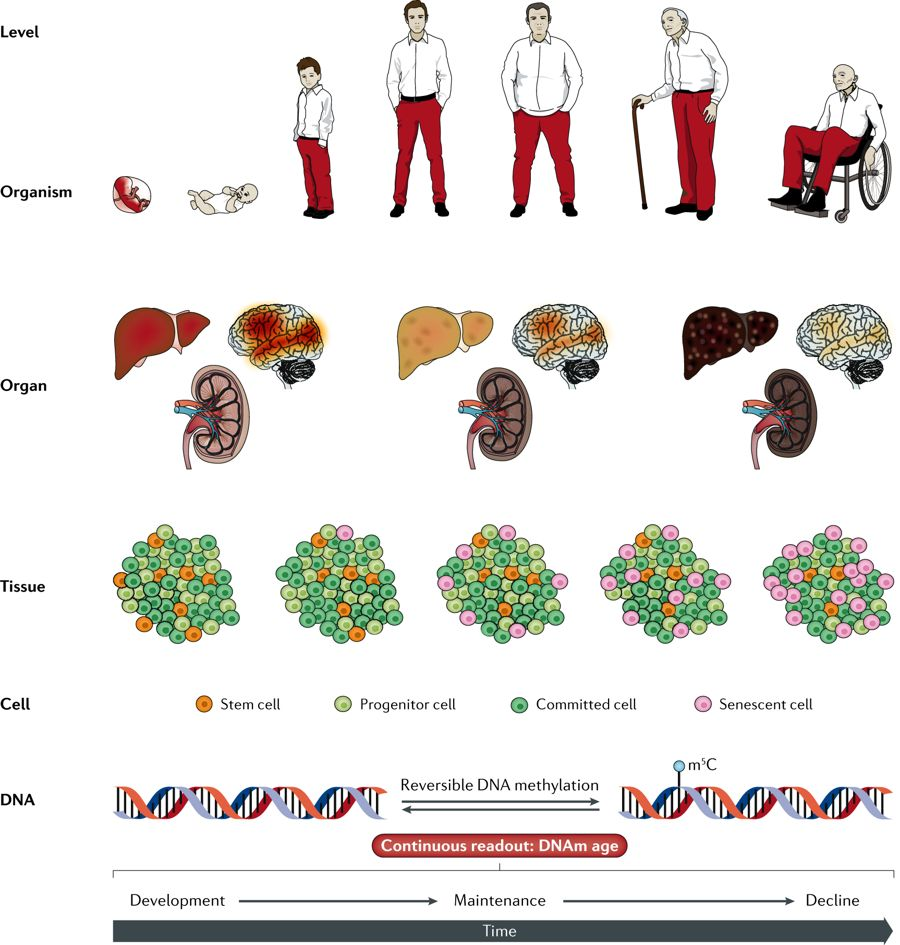 Level
Organism
Organ
Tissue
Cell
Stem cell
Progenitor cell
Committed cell
Senescent cell
DNA
Reversible DNA methylation
m⁵C
Continuous readout: DNAm age
Development
Maintenance
Decline
Time